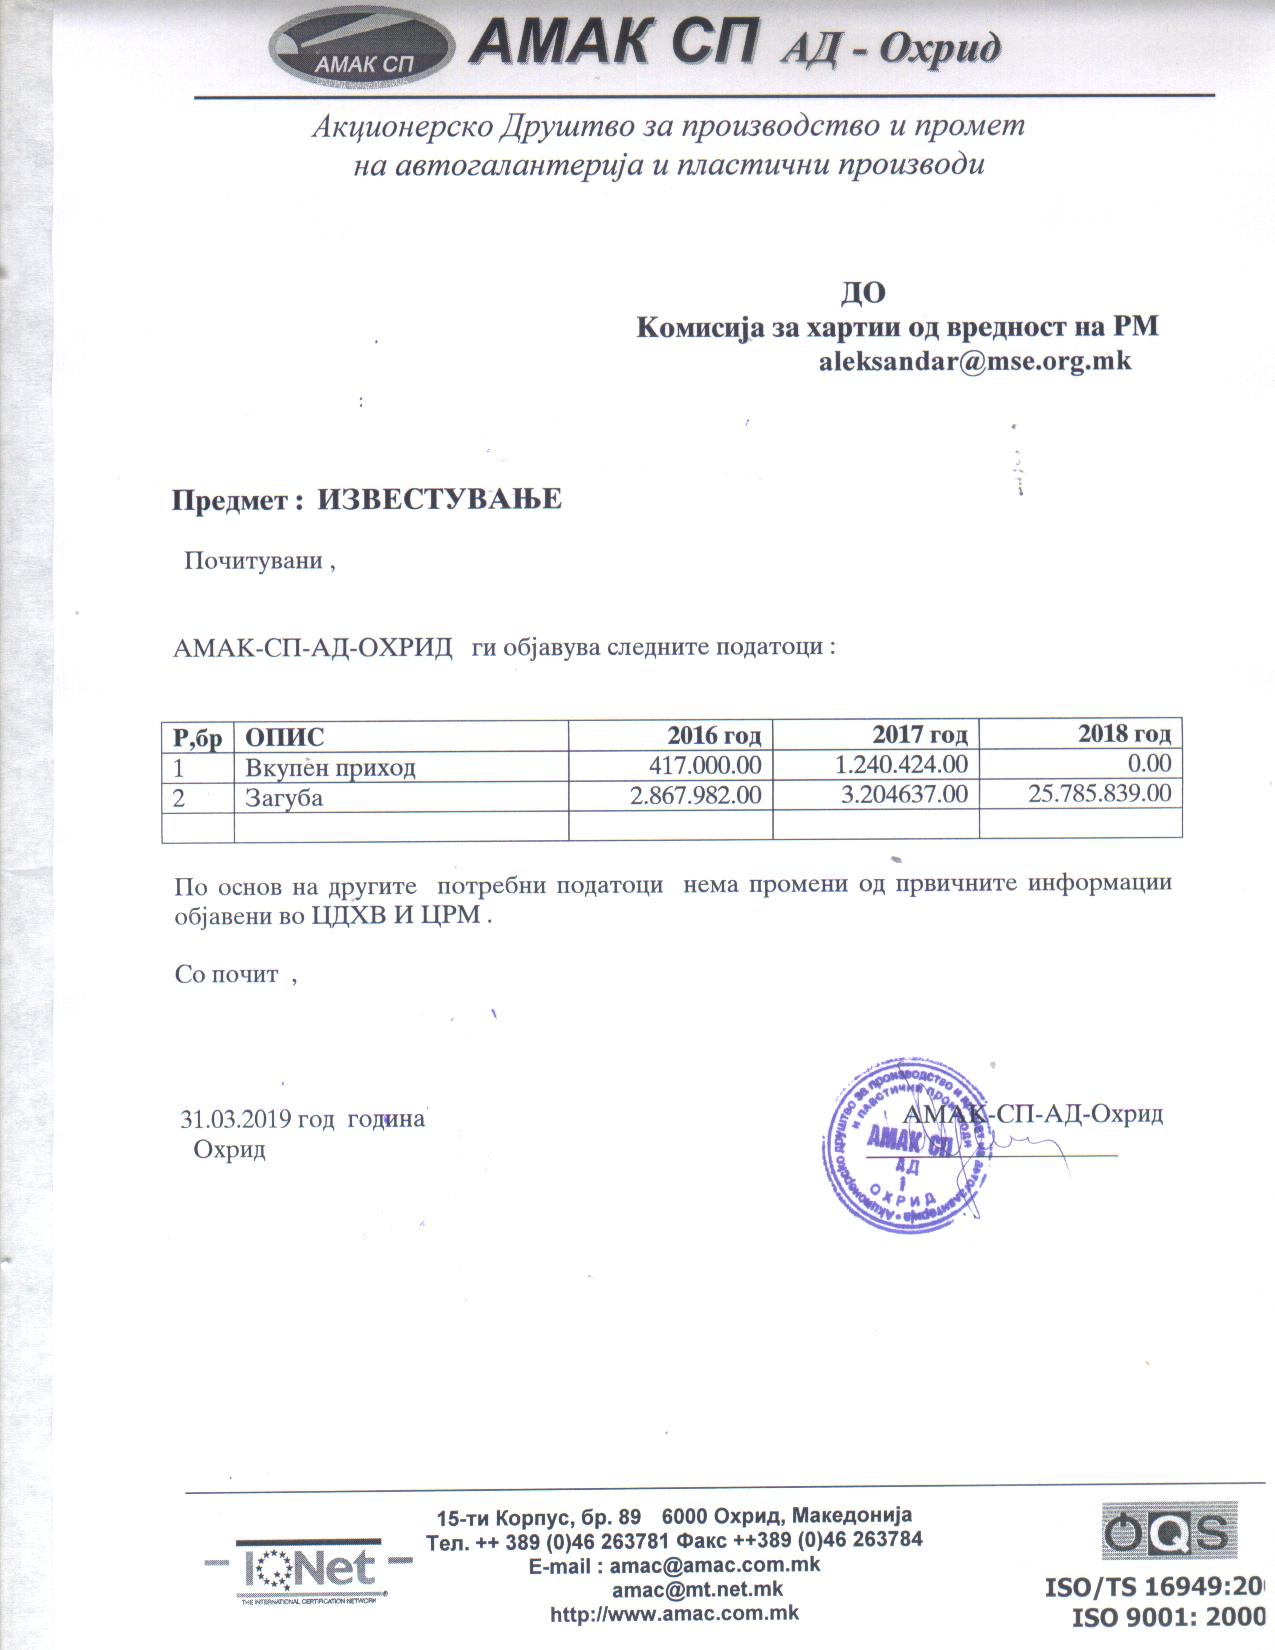 АМАК СП
АМАК СП АД - Охрид
Акционерско Друштво за производство и промет
на автогалантерија и пластични производи
ДО
Комисија за хартии од вредност на РМ
aleksandar@mse.org.mk
Предмет : ИЗВЕСТУВАЊЕ
Почитувани ,
АМАК-СП-АД-ОХРИД ги објавува следните податоци :
Р,бр ОПИС 2016 год 2017 год 2018 год
1 Вкупен приход 417.000.00 1.240.424.00 0.00
2 Загуба 2.867.982.00 3.204637.00 25.785.839.00
По основ на другите потребни податоци нема промени од првичните информации
објавени во ЦДХВ И ЦРМ .
Со почит ,
31.03.2019 год година
Охрид
АМАК-СП-АД-Охрид
Акционерско друштво за производство и промет на автогалантерија
и пластични производи
АМАК СП
АД
1
ОХРИД
15-ти Корпус, бр. 89 6000 Охрид, Македонија
Тел. ++ 389 (0)46 263781 Факс ++389 (0)46 263784
E-mail : amac@amac.com.mk
amac@mt.net.mk
http://www.amac.com.mk
IQNet
THE INTERNATIONAL CERTIFICATION NETWORK
ÖQS
ISO/TS 16949:20
ISO 9001: 2000